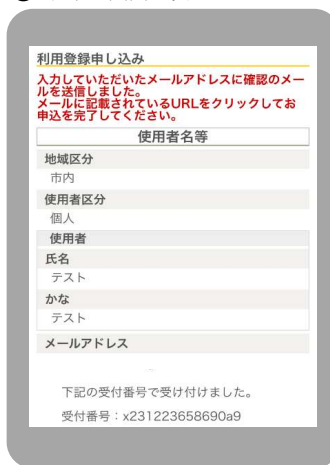 利用登録申し込み
入力していただいたメールアドレスに確認のメー
ルを送信しました。
メールに記載されているURLをクリックしてお
申込を完了してください。
使用者名等
地域区分
市内
使用者区分
個人
使用者
氏名
テスト
かな
テスト
メールアドレス
下記の受付番号で受け付けました。
受付番号：x231223658690a9